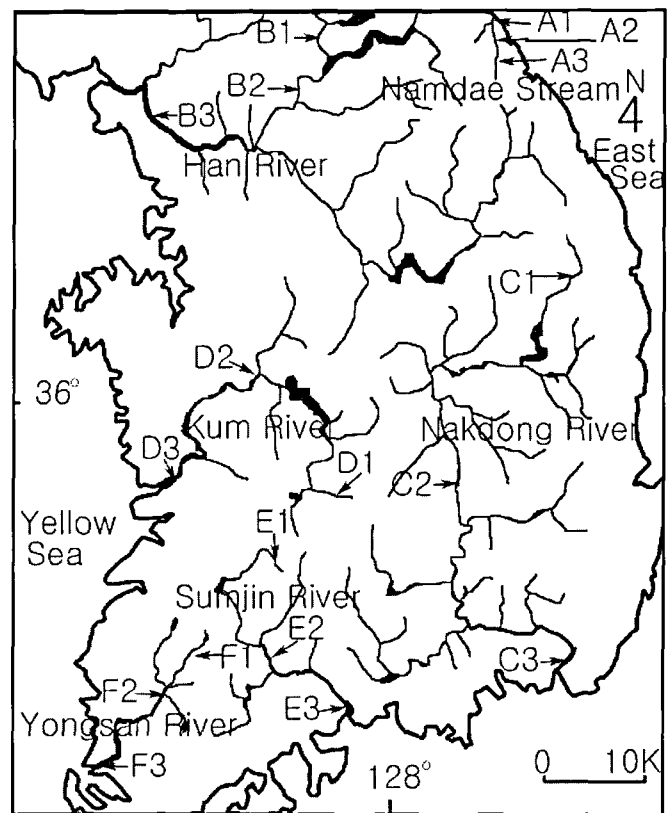 B1
A1
A2
A3
B2
Namdae Stream
N
4
B3
Han River
East
Sea
C1
D2
36°
Kum River
Nakdong River
D3
D1
C2
Yellow
Sea
E1
Sumjin River
E2
F1
C3
F2
E3
Yongsan River
F3
128°
0 10K